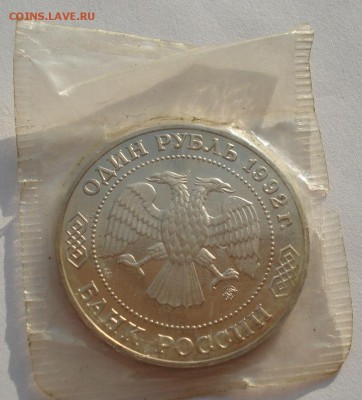 COINS.LAVE.RU
ОДИН РУБЛЬ 1992 г.
БАНК РОССИИ